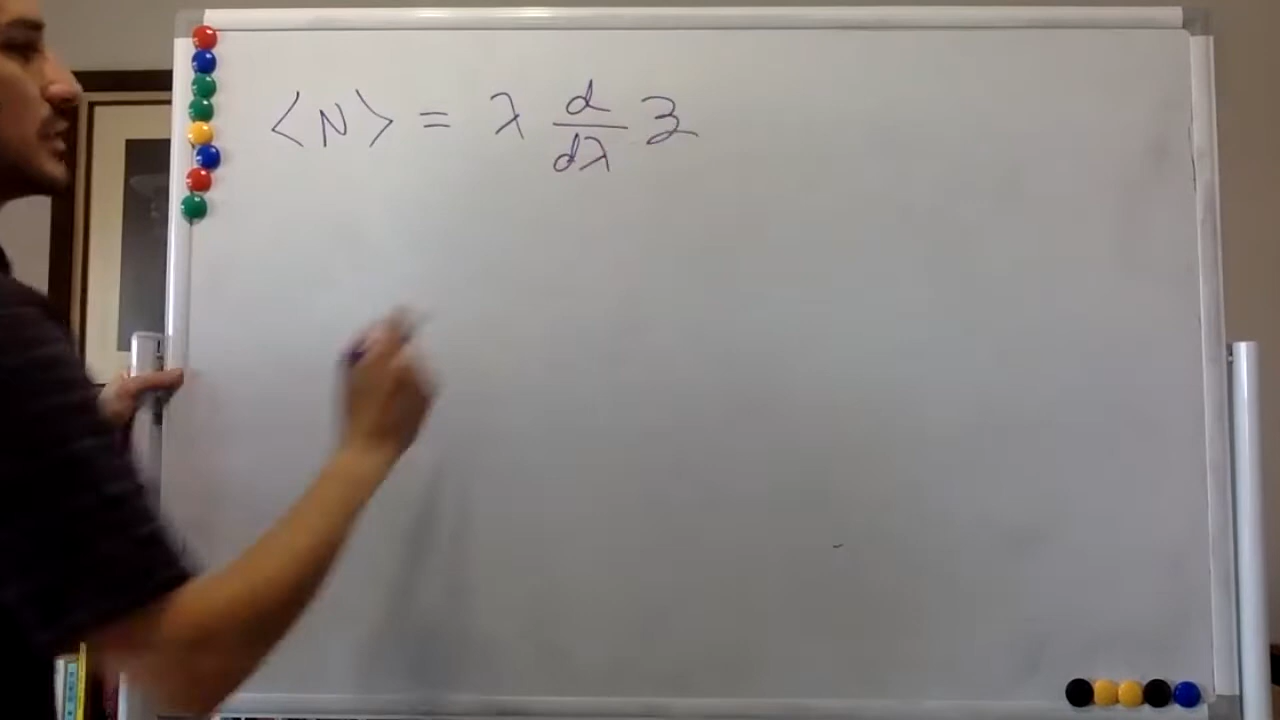 ⟨N⟩ = λ d/dλ 𝒵